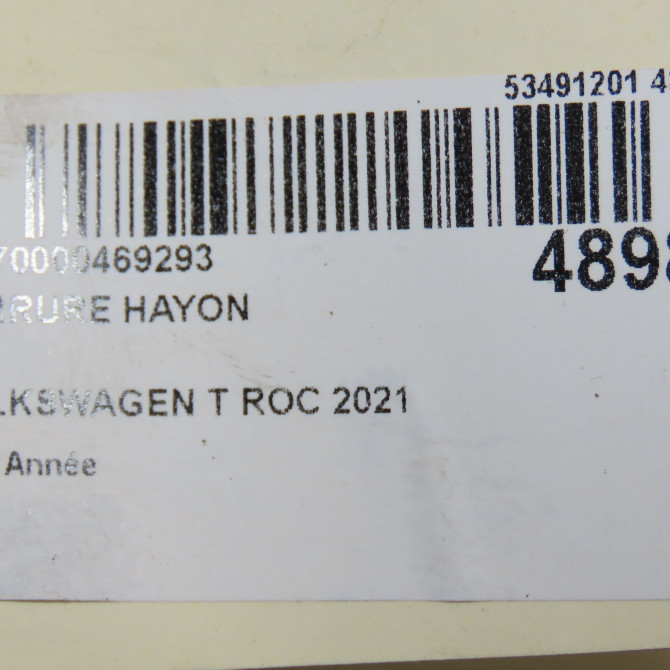 53491201 4
70000469293
4898
RRURE HAYON
LKSWAGEN T ROC 2021
Année